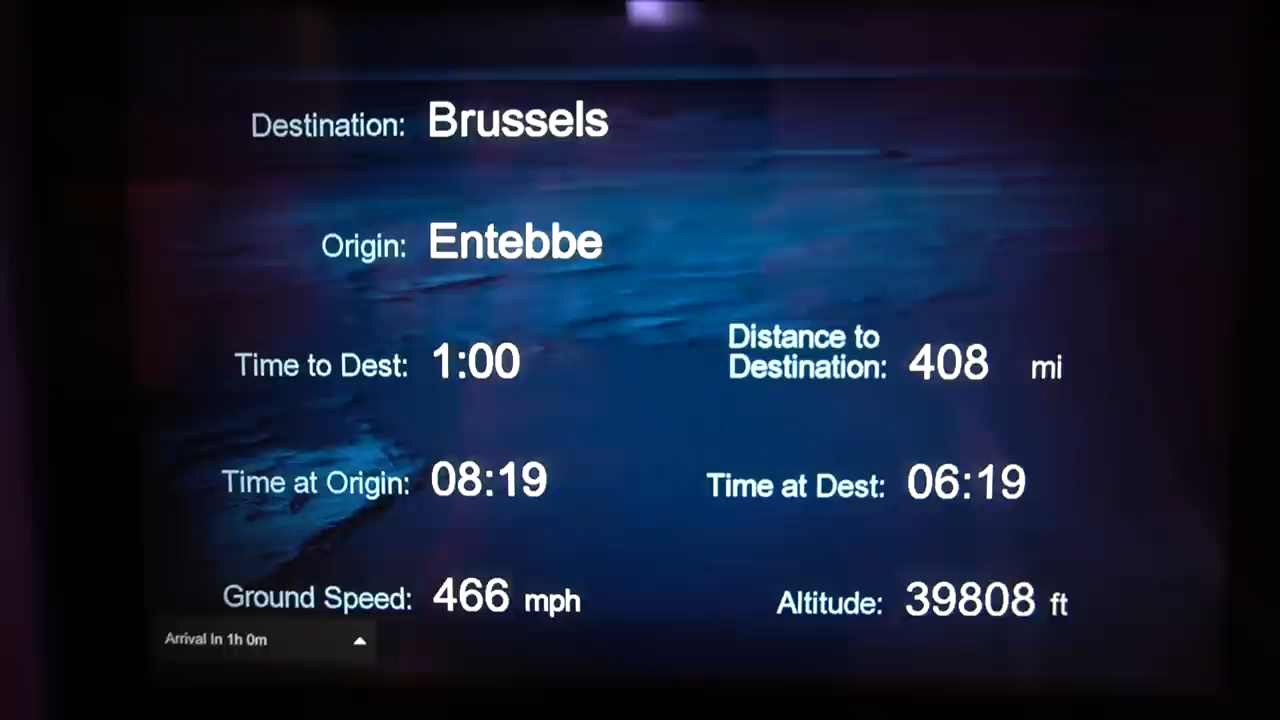 Destination: Brussels
Origin: Entebbe
Time to Dest: 1:00
Distance to
Destination: 408 mi
Time at Origin: 08:19
Time at Dest: 06:19
Ground Speed: 466 mph
Altitude: 39808 ft
Arrival in 1h 0m